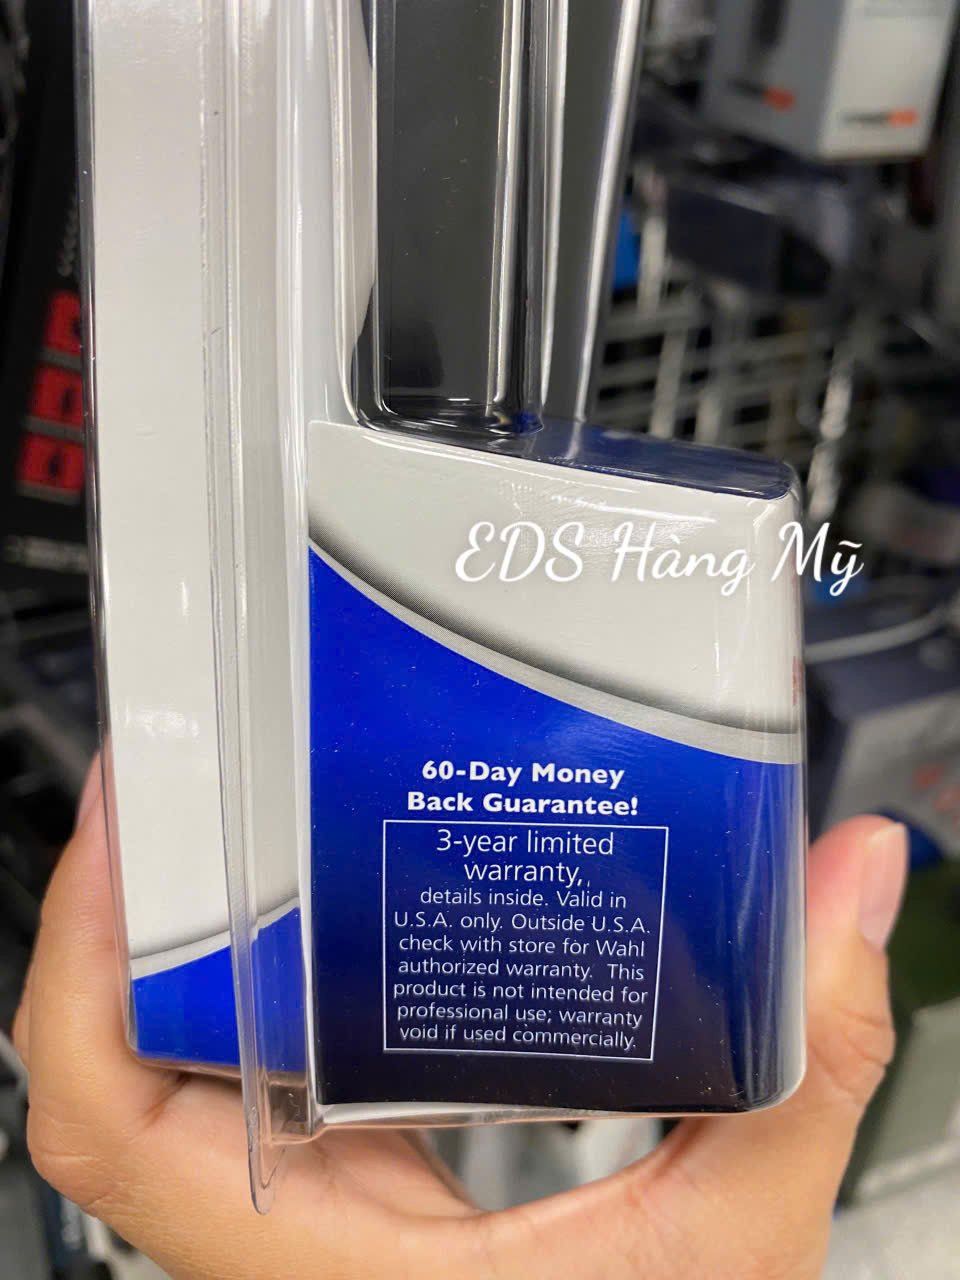 EDS Hàng Mỹ
60-Day Money
Back Guarantee!
3-year limited
warranty,
details inside. Valid in
U.S.A. only. Outside U.S.A.
check with store for Wahl
authorized warranty. This
product is not intended for
professional use; warranty
void if used commercially.